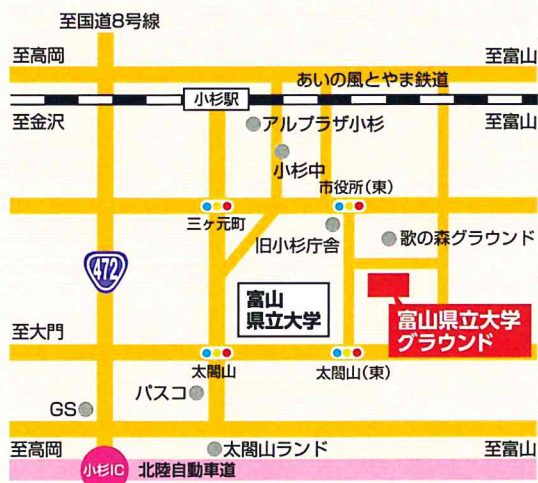 至国道8号線
至高岡
至富山
あいの風とやま鉄道
小杉駅
至金沢
至富山
アルプラザ小杉
小杉中
市役所(東)
三ヶ元町
旧小杉庁舎
歌の森グラウンド
472
富山
県立大学
富山県立大学
グラウンド
至大門
太閤山
太閤山(東)
パスコ
GS
至高岡
太閤山ランド
至富山
小杉IC
北陸自動車道